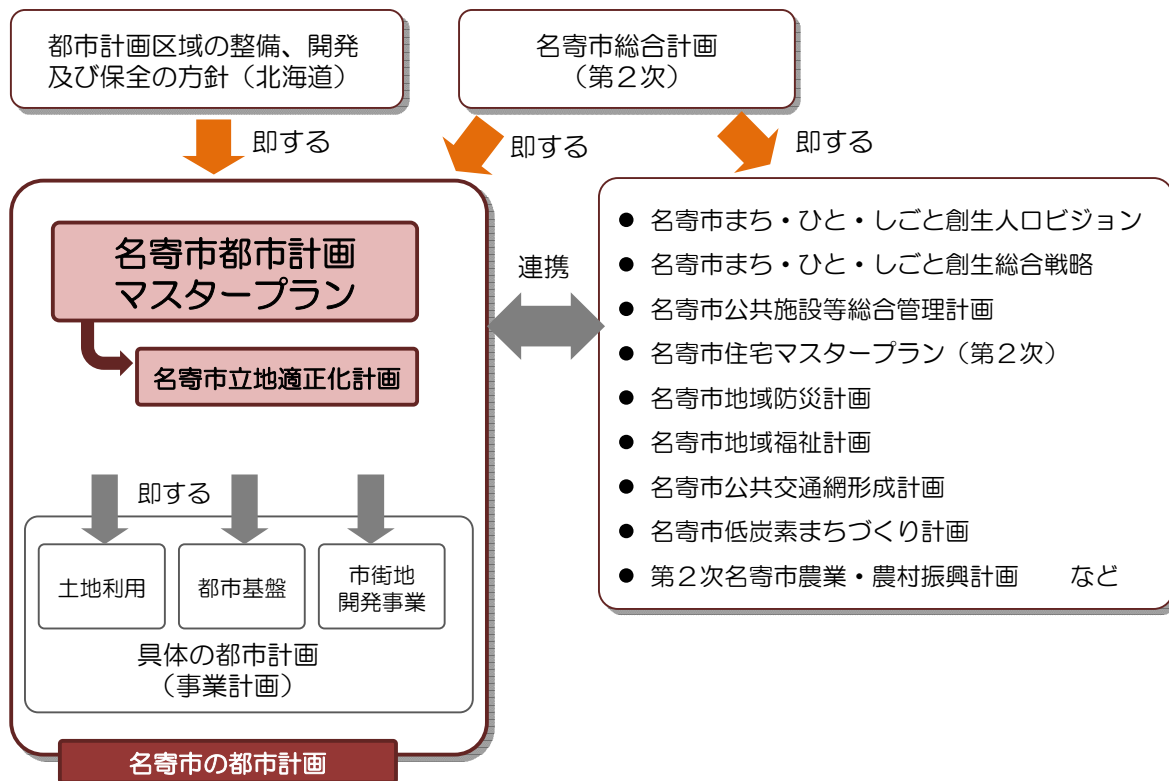 都市計画区域の整備、開発
及び保全の方針（北海道）
名寄市総合計画
（第２次）
即する
即する
即する
名寄市都市計画
マスタープラン
名寄市立地適正化計画
即する
土地利用
都市基盤
市街地
開発事業
具体の都市計画
（事業計画）
名寄市の都市計画
連携
● 名寄市まち・ひと・しごと創生人口ビジョン
● 名寄市まち・ひと・しごと創生総合戦略
● 名寄市公共施設等総合管理計画
● 名寄市住宅マスタープラン（第２次）
● 名寄市地域防災計画
● 名寄市地域福祉計画
● 名寄市公共交通網形成計画
● 名寄市低炭素まちづくり計画
● 第２次名寄市農業・農村振興計画　など